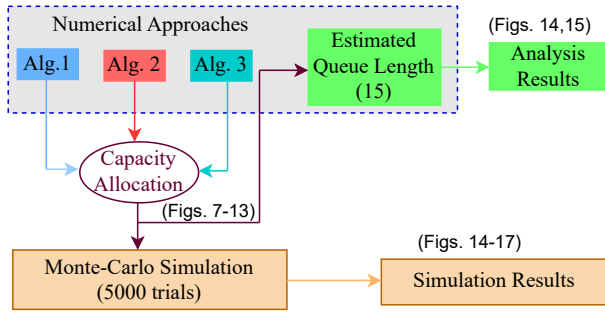 Numerical Approaches
Alg.1
Alg. 2
Alg. 3
Estimated
Queue Length
(15)
(Figs. 14,15)
Analysis
Results
Capacity
Allocation
(Figs. 7-13)
Monte-Carlo Simulation
(5000 trials)
(Figs. 14-17)
Simulation Results